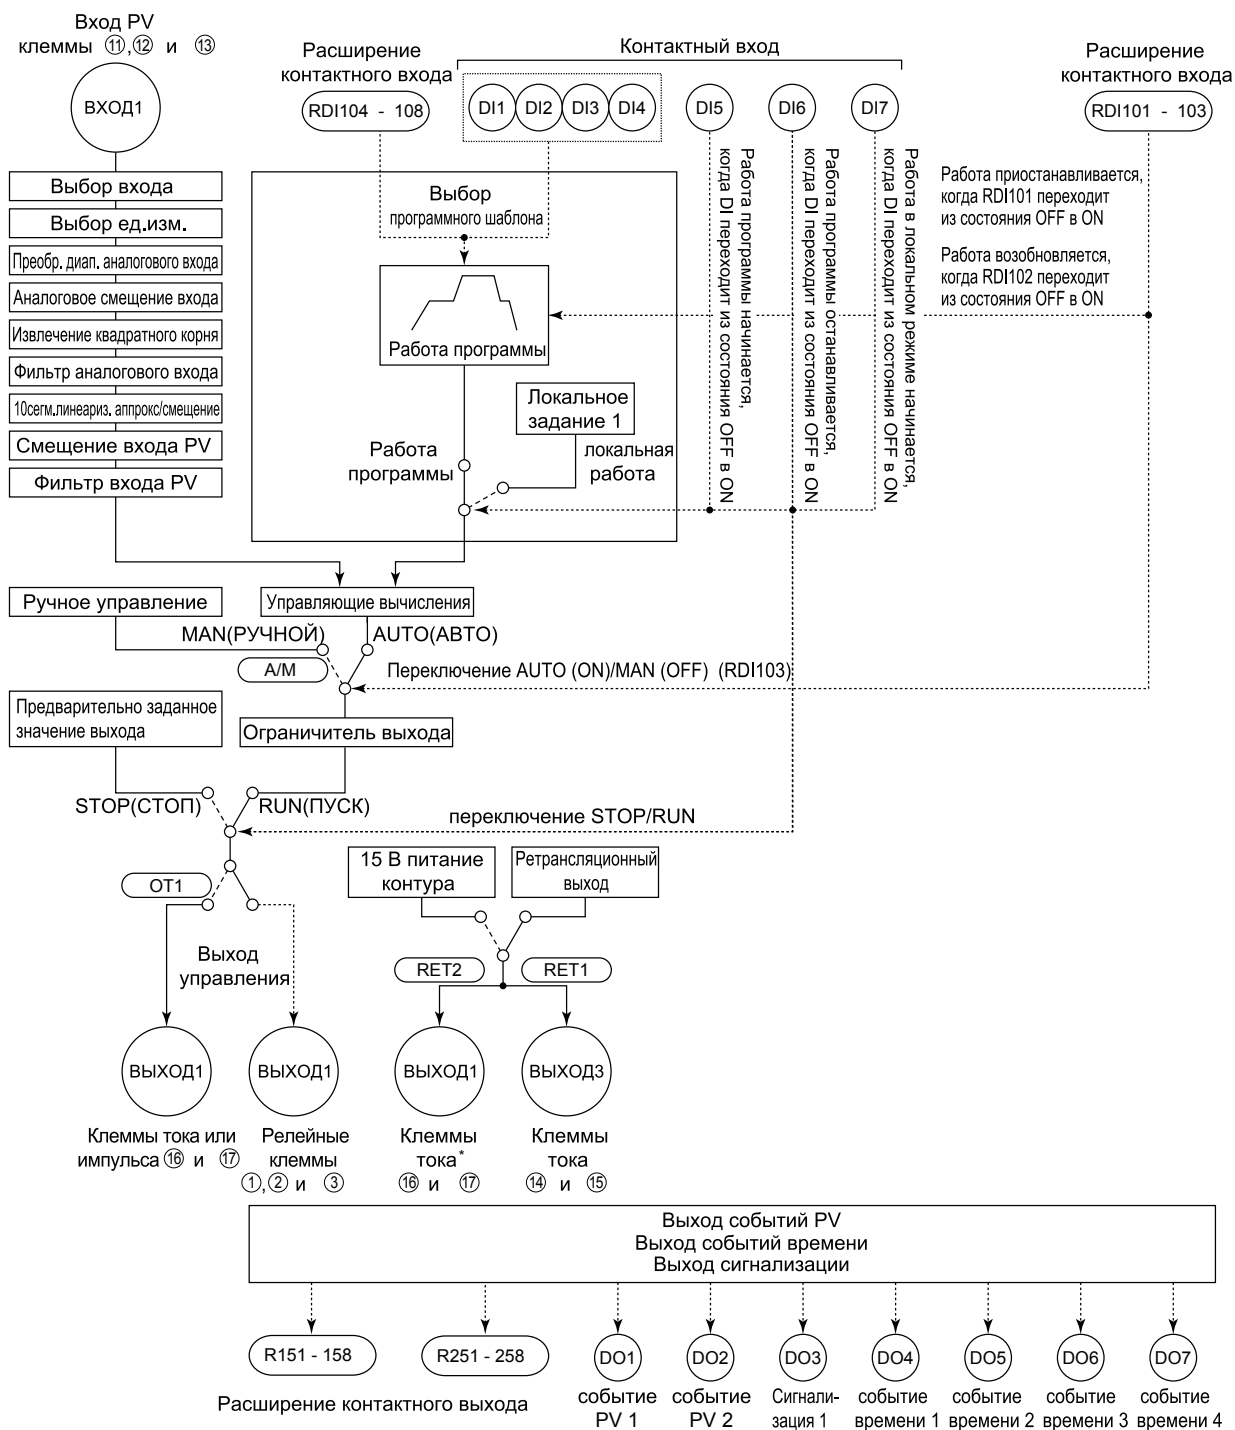 Вход PV
клеммы ⑪,⑫ и ⑬
ВХОД1
Выбор входа
Выбор ед.изм.
Преобр. диап. аналогового входа
Аналоговое смещение входа
Извлечение квадратного корня
Фильтр аналогового входа
10сегм.линеариз. аппрокс/смещение
Смещение входа PV
Фильтр входа PV
Расширение
контактного входа
RDI104 - 108
Контактный вход
DI1
DI2
DI3
DI4
DI5
DI6
DI7
Расширение
контактного входа
RDI101 - 103
Выбор
программного шаблона
Работа программы
Локальное
задание 1
Работа
программы
локальная
работа
Работа программы начинается,
когда DI переходит из состояния OFF в ON
Работа программы останавливается,
когда DI переходит из состояния OFF в ON
Работа в локальном режиме начинается,
когда DI переходит из состояния OFF в ON
Работа приостанавливается,
когда RDI101 переходит
из состояния OFF в ON
Работа возобновляется,
когда RDI102 переходит
из состояния OFF в ON
Ручное управление
Управляющие вычисления
MAN(РУЧНОЙ)
AUTO(АВТО)
A/M
Переключение AUTO (ON)/MAN (OFF) (RDI103)
Предварительно заданное
значение выхода
Ограничитель выхода
STOP(СТОП)
RUN(ПУСК)
переключение STOP/RUN
OT1
15 В питание
контура
Ретрансляционный
выход
Выход
управления
RET2
RET1
ВЫХОД1
ВЫХОД1
ВЫХОД1
ВЫХОД3
Клеммы тока или
импульса ⑯ и ⑰
Релейные
клеммы
①,② и ③
Клеммы
тока*
⑯ и ⑰
Клеммы
тока
⑭ и ⑮
Выход событий PV
Выход событий времени
Выход сигнализации
R151 - 158
R251 - 258
DO1
DO2
DO3
DO4
DO5
DO6
DO7
Расширение контактного выхода
событие
PV 1
событие
PV 2
Сигнали-
зация 1
событие
времени 1
событие
времени 2
событие
времени 3
событие
времени 4